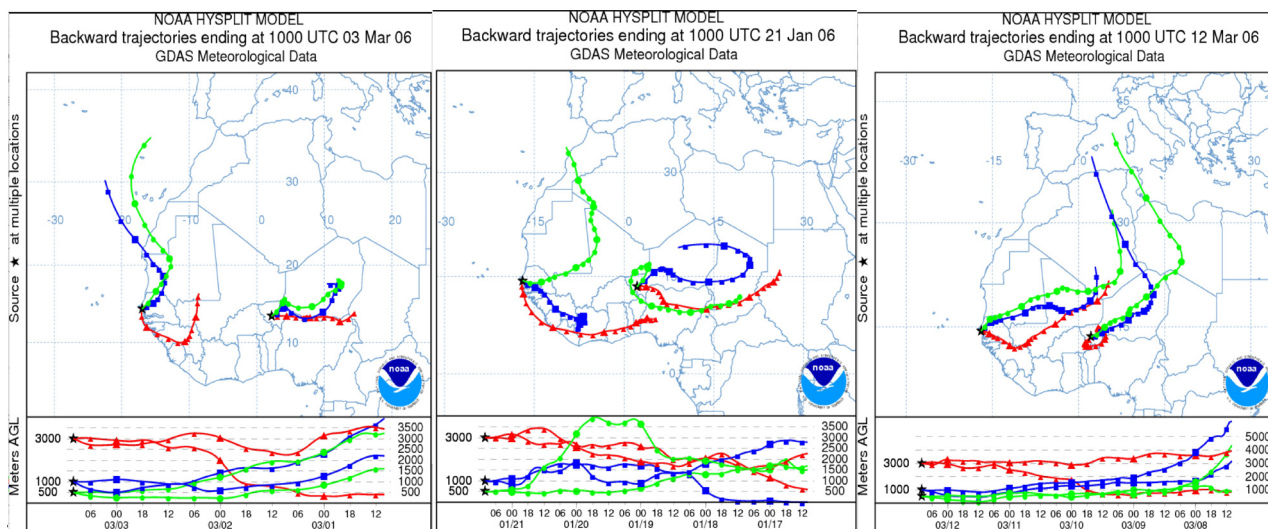 NOAA HYSPLIT MODEL
Backward trajectories ending at 1000 UTC 03 Mar 06
GDAS Meteorological Data
Source ★ at multiple locations
40
30
-30
-20
0
10
20
20
10
noaa
Meters AGL
3000
1000
500
3500
3000
2500
2000
1500
1000
500
06 00 18 12 06 00 18 12 06 00 18 12
03/03 03/02 03/01
NOAA HYSPLIT MODEL
Backward trajectories ending at 1000 UTC 21 Jan 06
GDAS Meteorological Data
Source ★ at multiple locations
30
-15
0
15
30
noaa
Meters AGL
3000
1000
500
3500
3000
2500
2000
1500
1000
500
06 00 18 12 06 00 18 12 06 00 18 12 06 00 18 12 06 00 18 12
01/21 01/20 01/19 01/18 01/17
NOAA HYSPLIT MODEL
Backward trajectories ending at 1000 UTC 12 Mar 06
GDAS Meteorological Data
Source ★ at multiple locations
45
-30
-15
30
30
noaa
Meters AGL
3000
1000
5000
4000
3000
2000
1000
06 00 18 12 06 00 18 12 06 00 18 12 06 00 18 12 06 00 18 12
03/12 03/11 03/10 03/09 03/08